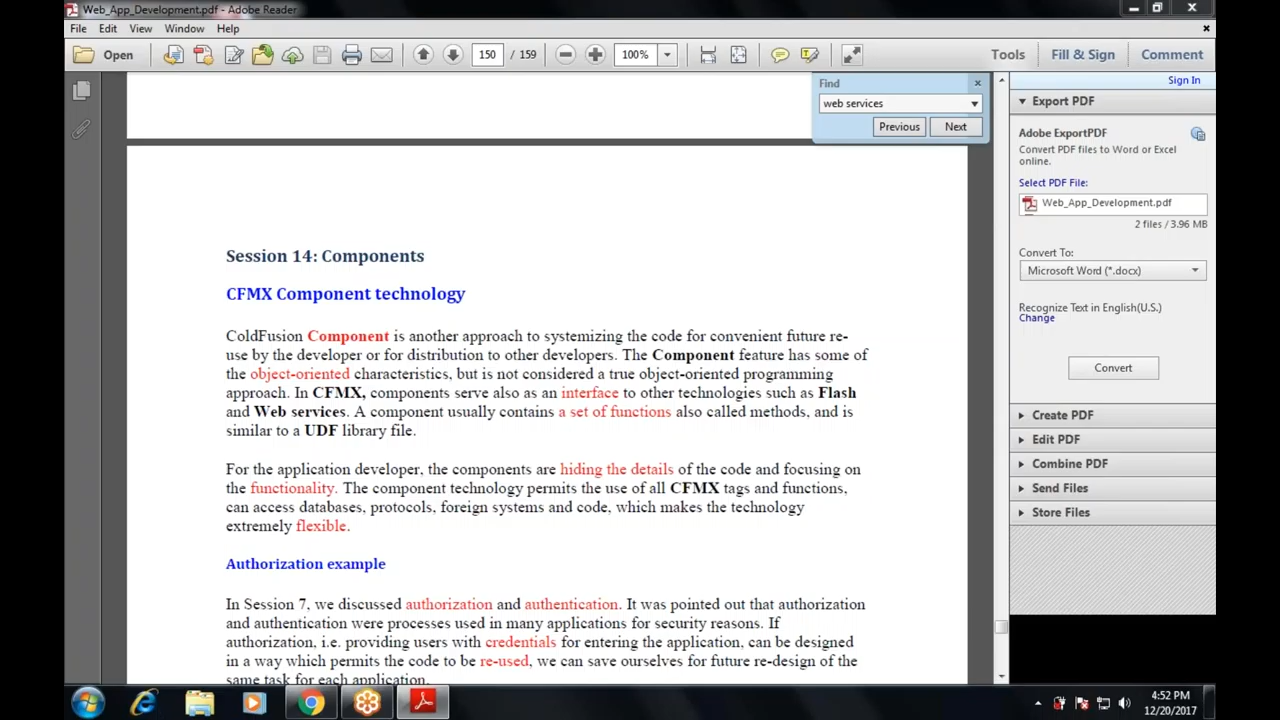 Web_App_Development.pdf - Adobe Reader
File Edit View Window Help
Open 150 / 159 100% Tools Fill & Sign Comment
Find
web services
Previous Next
Sign In
Export PDF
Adobe ExportPDF
Convert PDF files to Word or Excel
online.
Select PDF File:
Web_App_Development.pdf
2 files / 3.96 MB
Convert To:
Microsoft Word (*.docx)
Recognize Text in English(U.S.)
Change
Convert
Create PDF
Edit PDF
Combine PDF
Send Files
Store Files
Session 14: Components
CFMX Component technology
ColdFusion Component is another approach to systemizing the code for convenient future re-
use by the developer or for distribution to other developers. The Component feature has some of
the object-oriented characteristics, but is not considered a true object-oriented programming
approach. In CFMX, components serve also as an interface to other technologies such as Flash
and Web services. A component usually contains a set of functions also called methods, and is
similar to a UDF library file.
For the application developer, the components are hiding the details of the code and focusing on
the functionality. The component technology permits the use of all CFMX tags and functions,
can access databases, protocols, foreign systems and code, which makes the technology
extremely flexible.
Authorization example
In Session 7, we discussed authorization and authentication. It was pointed out that authorization
and authentication were processes used in many applications for security reasons. If
authorization, i.e. providing users with credentials for entering the application, can be designed
in a way which permits the code to be re-used, we can save ourselves for future re-design of the
same task for each application.
4:52 PM
12/20/2017